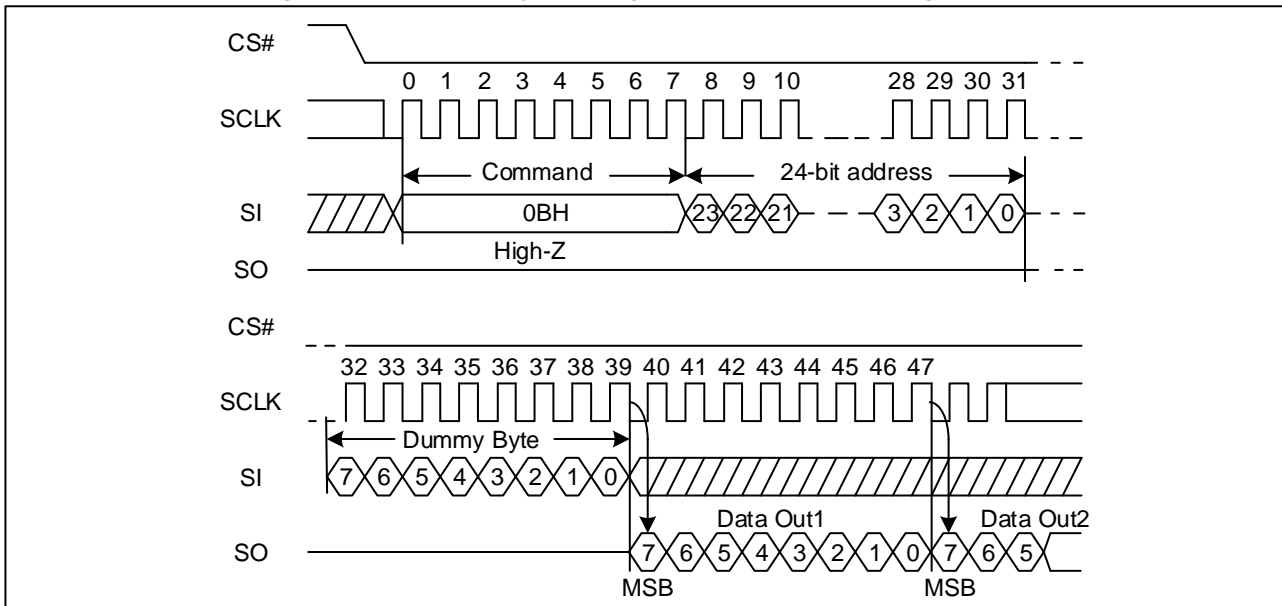 CS#
0 1 2 3 4 5 6 7 8 9 10 28 29 30 31
SCLK
Command 24-bit address
SI 0BH 23 22 21 3 2 1 0
High-Z
SO
CS#
32 33 34 35 36 37 38 39 40 41 42 43 44 45 46 47
SCLK
Dummy Byte
SI 7 6 5 4 3 2 1 0
Data Out1 Data Out2
SO 7 6 5 4 3 2 1 0 7 6 5
MSB MSB